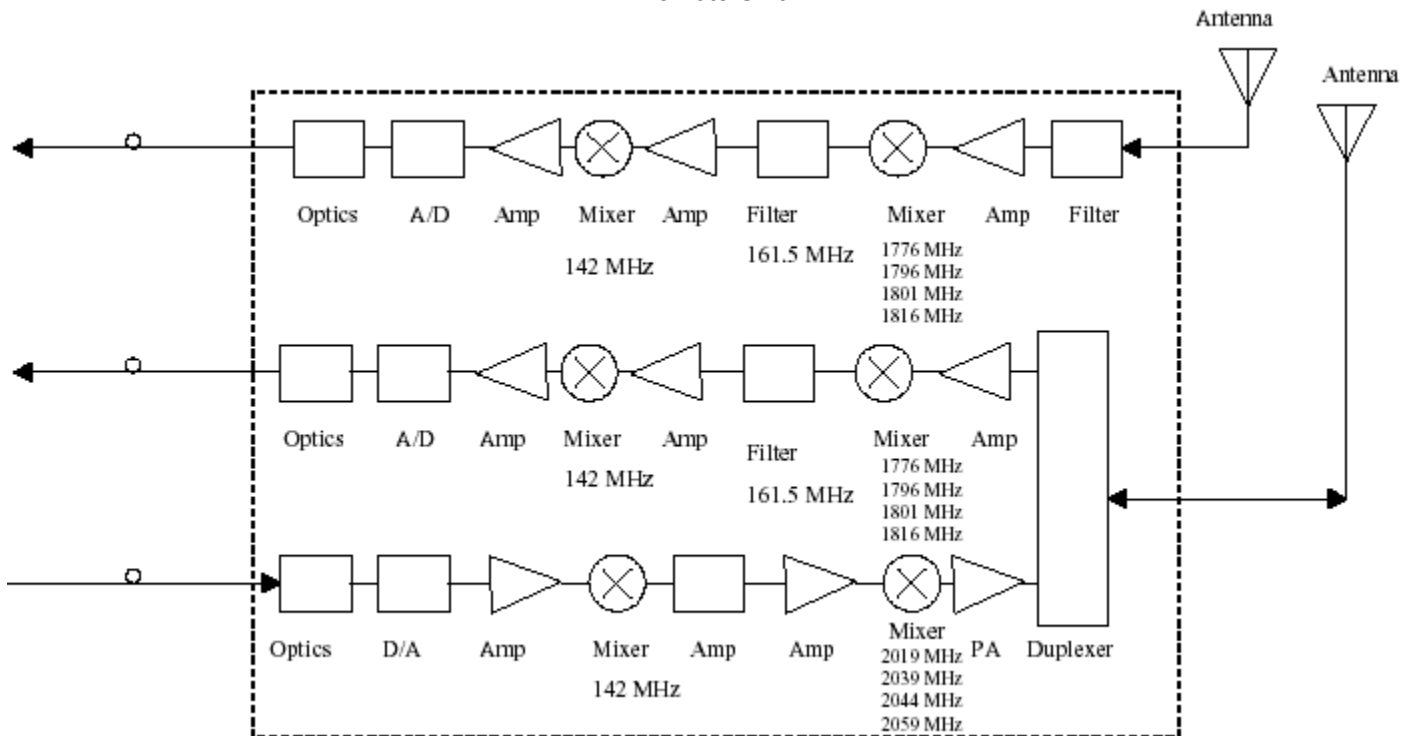 Antenna
Antenna
Optics A/D Amp Mixer Amp Filter Mixer Amp Filter
142 MHz 161.5 MHz 1776 MHz
1796 MHz
1801 MHz
1816 MHz
Optics A/D Amp Mixer Amp Filter Mixer Amp
142 MHz 161.5 MHz 1776 MHz
1796 MHz
1801 MHz
1816 MHz
Optics D/A Amp Mixer Amp Amp Mixer PA Duplexer
142 MHz 2019 MHz
2039 MHz
2044 MHz
2059 MHz